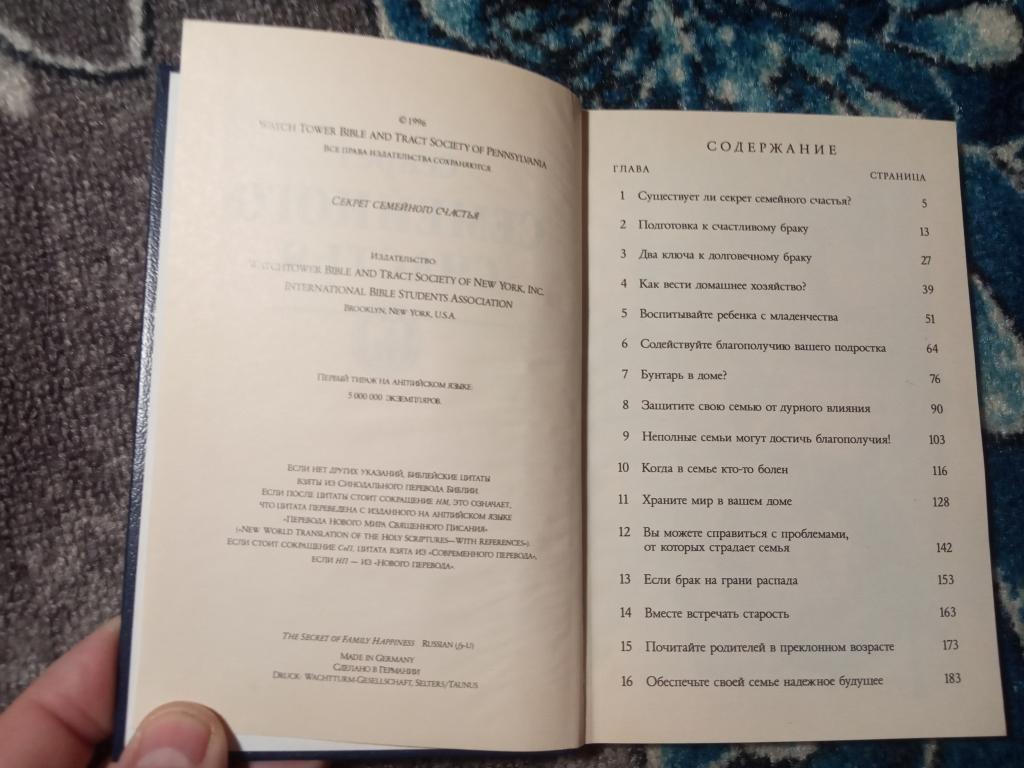 © 1996
WATCH TOWER BIBLE AND TRACT SOCIETY OF PENNSYLVANIA
ВСЕ ПРАВА ИЗДАТЕЛЬСТВА СОХРАНЯЮТСЯ.
СЕКРЕТ СЕМЕЙНОГО СЧАСТЬЯ
ИЗДАТЕЛЬСТВО
WATCHTOWER BIBLE AND TRACT SOCIETY OF NEW YORK, INC.
INTERNATIONAL BIBLE STUDENTS ASSOCIATION
BROOKLYN, NEW YORK, U.S.A.
ПЕРВЫЙ ТИРАЖ НА АНГЛИЙСКОМ ЯЗЫКЕ:
5 000 000 ЭКЗЕМПЛЯРОВ.
ЕСЛИ НЕТ ДРУГИХ УКАЗАНИЙ, БИБЛЕЙСКИЕ ЦИТАТЫ
ВЗЯТЫ ИЗ СИНОДАЛЬНОГО ПЕРЕВОДА БИБЛИИ.
ЕСЛИ ПОСЛЕ ЦИТАТЫ СТОИТ СОКРАЩЕНИЕ НМ, ЭТО ОЗНАЧАЕТ,
ЧТО ЦИТАТА ПЕРЕВЕДЕНА С ИЗДАННОГО НА АНГЛИЙСКОМ ЯЗЫКЕ
«ПЕРЕВОДА НОВОГО МИРА СВЯЩЕННОГО ПИСАНИЯ»
(«NEW WORLD TRANSLATION OF THE HOLY SCRIPTURES—WITH REFERENCES»).
ЕСЛИ СТОИТ СОКРАЩЕНИЕ СоП, ЦИТАТА ВЗЯТА ИЗ «СОВРЕМЕННОГО ПЕРЕВОДА»,
ЕСЛИ НП — ИЗ «НОВОГО ПЕРЕВОДА».
THE SECRET OF FAMILY HAPPINESS RUSSIAN (fy-U)
MADE IN GERMANY
СДЕЛАНО В ГЕРМАНИИ
DRUCK: WACHTTURM-GESELLSCHAFT, SELTERS/TAUNUS
СОДЕРЖАНИЕ
ГЛАВА СТРАНИЦА
1 Существует ли секрет семейного счастья? 5
2 Подготовка к счастливому браку 13
3 Два ключа к долговечному браку 27
4 Как вести домашнее хозяйство? 39
5 Воспитывайте ребенка с младенчества 51
6 Содействуйте благополучию вашего подростка 64
7 Бунтарь в доме? 76
8 Защитите свою семью от дурного влияния 90
9 Неполные семьи могут достичь благополучия! 103
10 Когда в семье кто-то болен 116
11 Храните мир в вашем доме 128
12 Вы можете справиться с проблемами,
от которых страдает семья 142
13 Если брак на грани распада 153
14 Вместе встречать старость 163
15 Почитайте родителей в преклонном возрасте 173
16 Обеспечьте своей семье надежное будущее 183